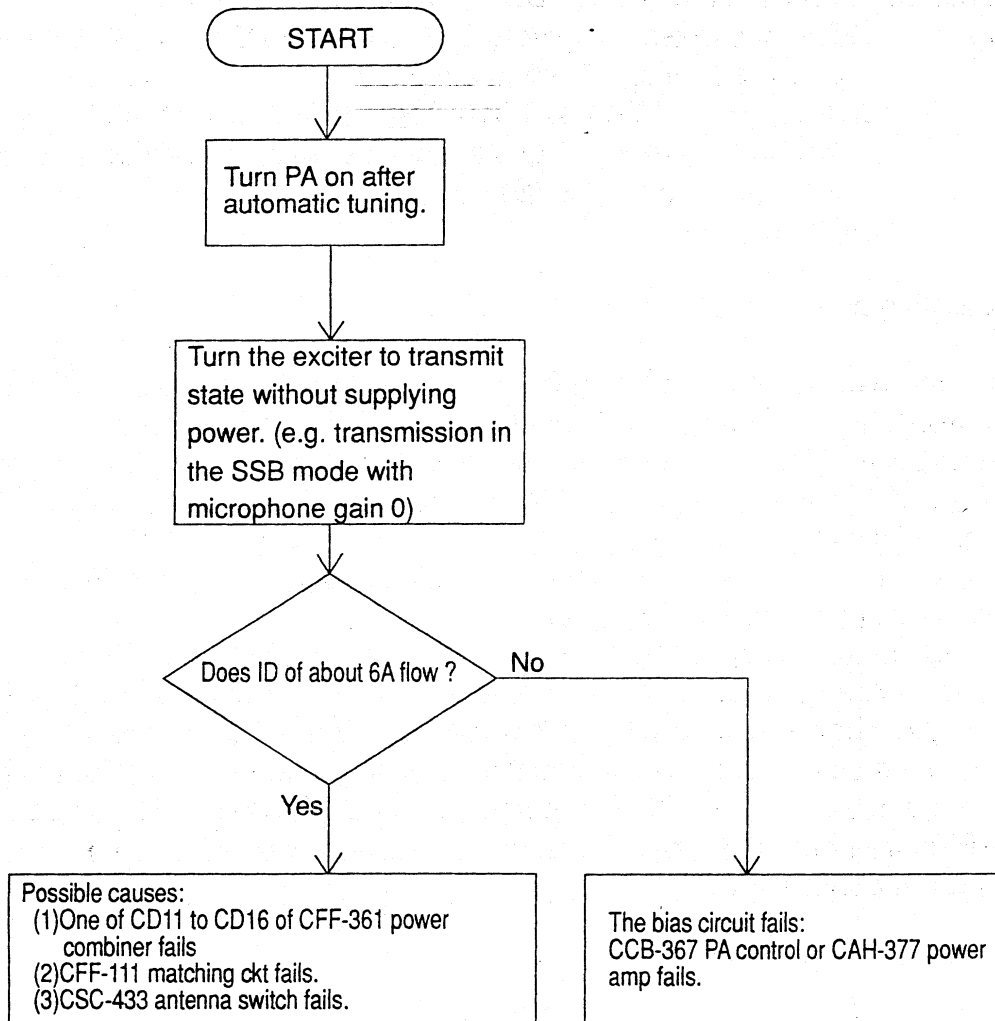 START
Turn PA on after
automatic tuning.
Turn the exciter to transmit
state without supplying
power. (e.g. transmission in
the SSB mode with
microphone gain 0)
Does ID of about 6A flow ?
No
Yes
Possible causes:
(1)One of CD11 to CD16 of CFF-361 power
combiner fails
(2)CFF-111 matching ckt fails.
(3)CSC-433 antenna switch fails.
The bias circuit fails:
CCB-367 PA control or CAH-377 power
amp fails.